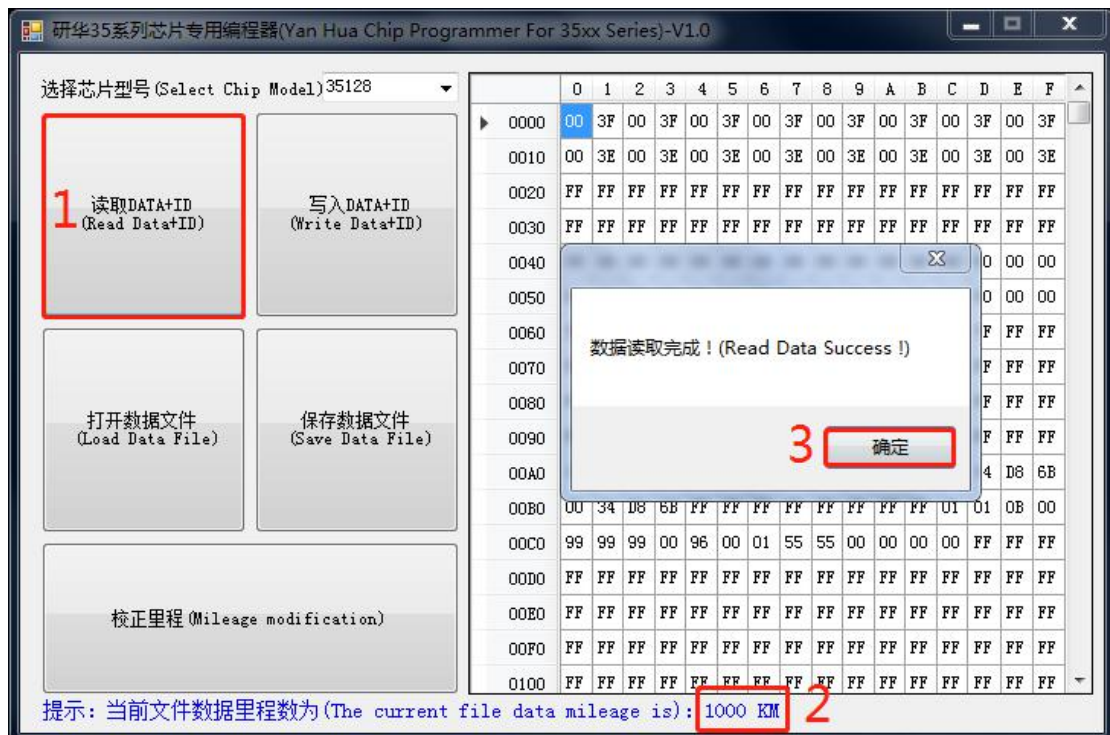 研华35系列芯片专用编程器(Yan Hua Chip Programmer For 35xx Series)-V1.0
选择芯片型号(Select Chip Model) 35128
1
读取DATA+ID
(Read Data+ID)
写入DATA+ID
(Write Data+ID)
打开数据文件
(Load Data File)
保存数据文件
(Save Data File)
校正里程(Mileage modification)
0 1 2 3 4 5 6 7 8 9 A B C D E F
0000 00 3F 00 3F 00 3F 00 3F 00 3F 00 3F 00 3F 00 3F
0010 00 3E 00 3E 00 3E 00 3E 00 3E 00 3E 00 3E 00 3E
0020 FF FF FF FF FF FF FF FF FF FF FF FF FF FF FF FF
0030 FF FF FF FF FF FF FF FF FF FF FF FF FF FF FF FF
0040 00 00
0050 00 00
0060 FF FF
0070 FF FF
0080 FF FF
0090 FF FF
00A0 D8 6B
00B0 00 34 D8 6B FF FF FF FF FF FF FF FF 01 01 0B 00
00C0 99 99 99 00 96 00 01 55 55 00 00 00 00 FF FF FF
00D0 FF FF FF FF FF FF FF FF FF FF FF FF FF FF FF FF
00E0 FF FF FF FF FF FF FF FF FF FF FF FF FF FF FF FF
00F0 FF FF FF FF FF FF FF FF FF FF FF FF FF FF FF FF
0100 FF FF FF FF FF FF FF FF FF FF FF FF FF FF FF FF
数据读取完成！(Read Data Success !)
3
确定
提示：当前文件数据里程数为(The current file data mileage is)：1000 KM
2